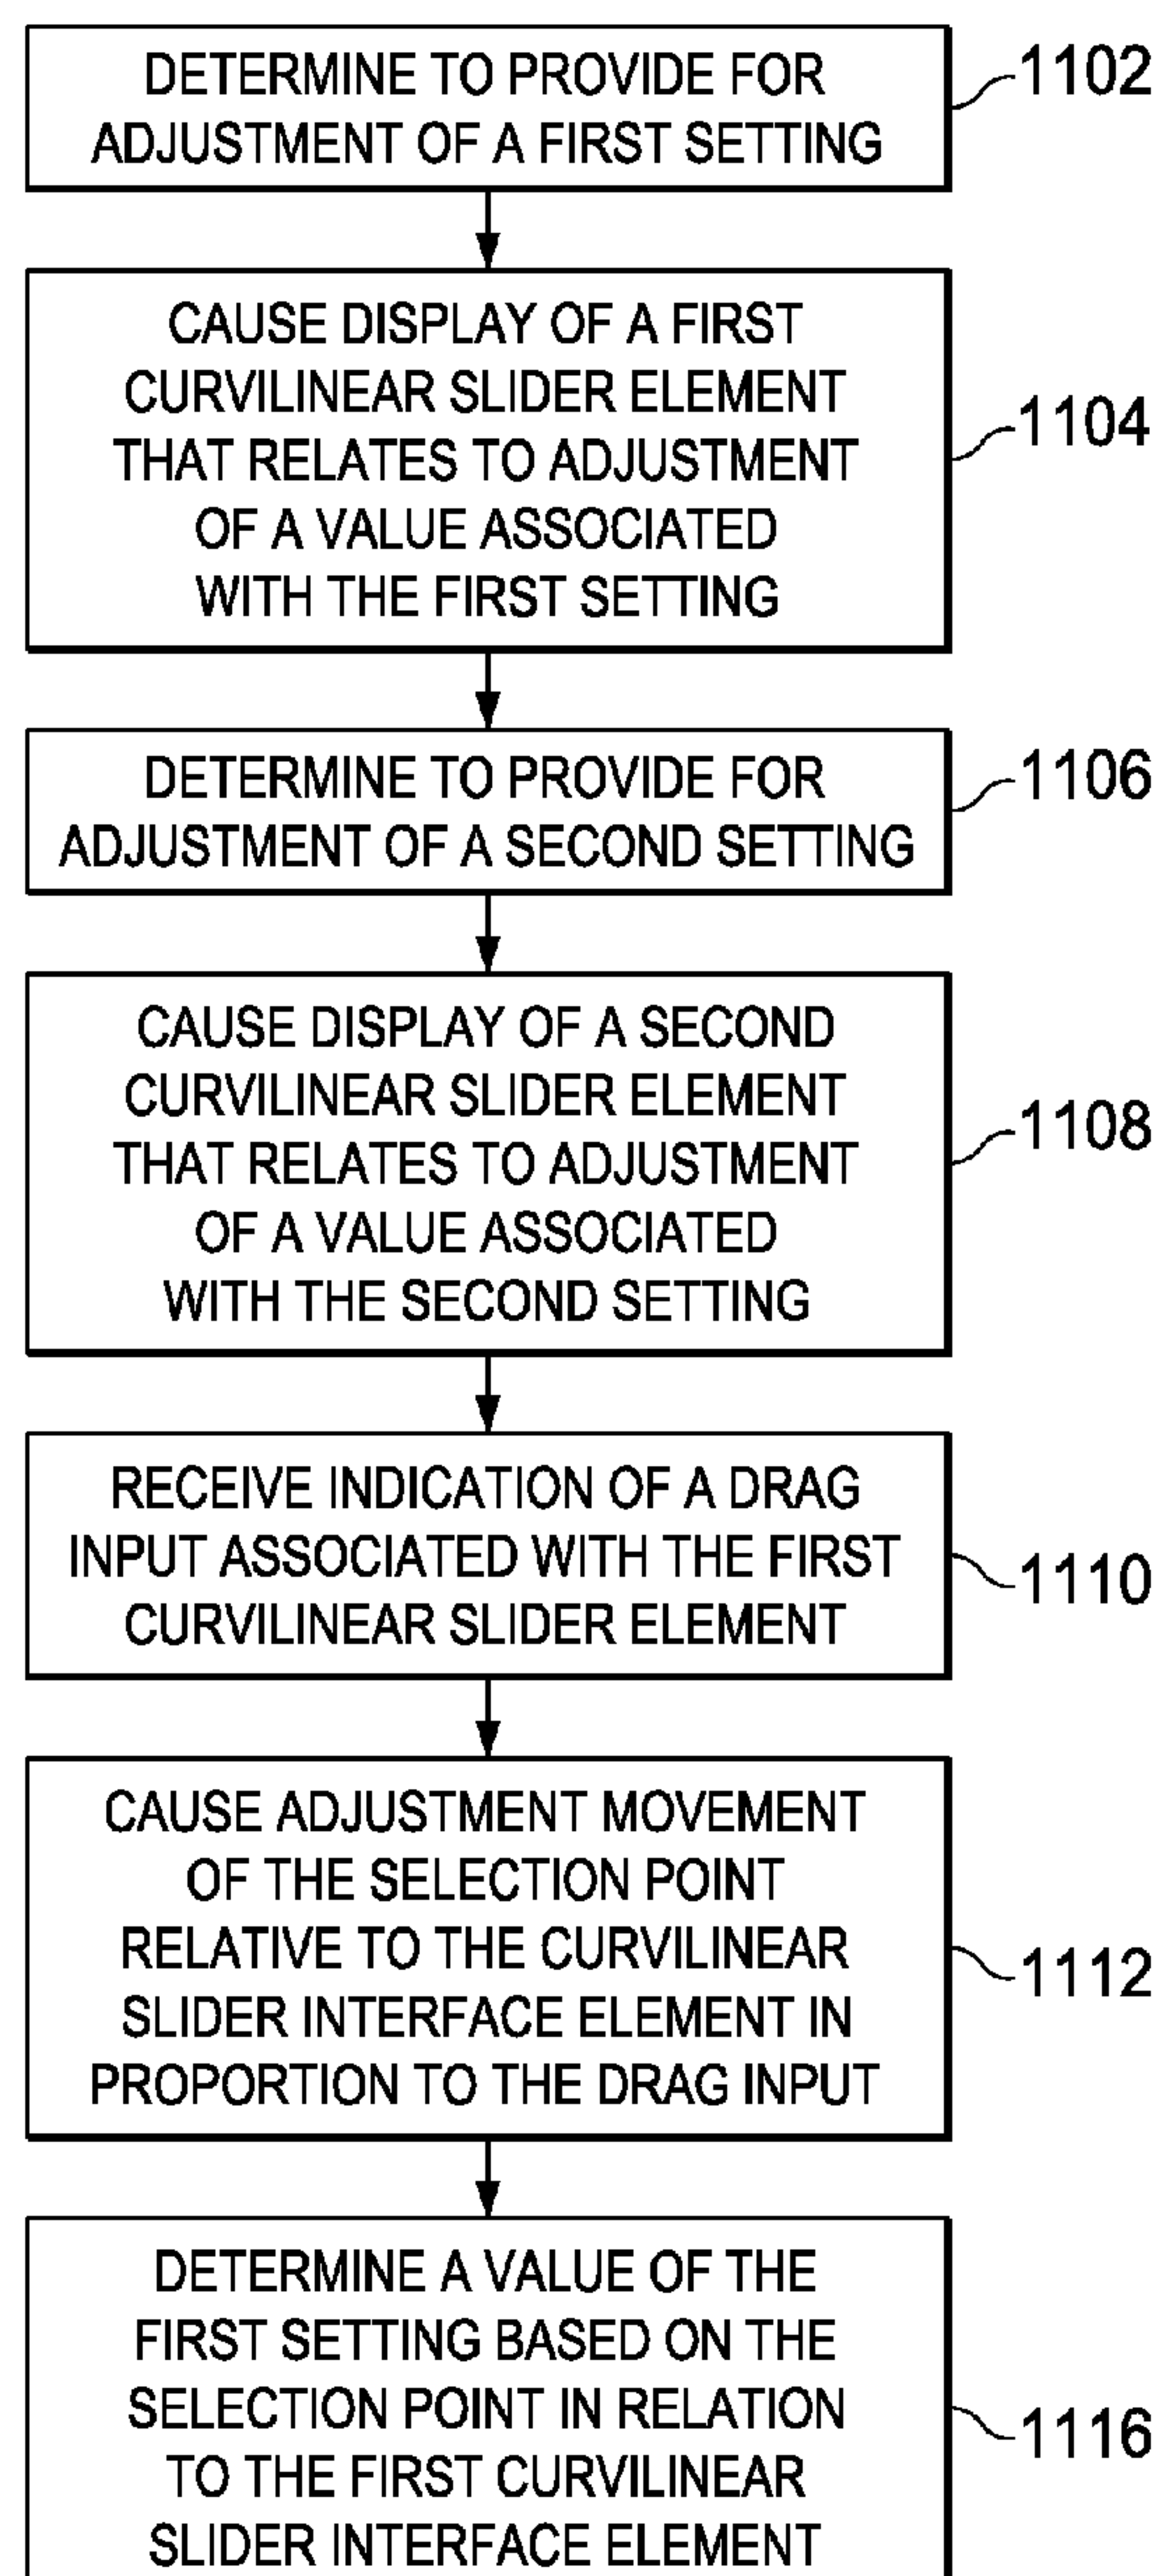 DETERMINE TO PROVIDE FOR
ADJUSTMENT OF A FIRST SETTING
1102
CAUSE DISPLAY OF A FIRST
CURVILINEAR SLIDER ELEMENT
THAT RELATES TO ADJUSTMENT
OF A VALUE ASSOCIATED
WITH THE FIRST SETTING
1104
DETERMINE TO PROVIDE FOR
ADJUSTMENT OF A SECOND SETTING
1106
CAUSE DISPLAY OF A SECOND
CURVILINEAR SLIDER ELEMENT
THAT RELATES TO ADJUSTMENT
OF A VALUE ASSOCIATED
WITH THE SECOND SETTING
1108
RECEIVE INDICATION OF A DRAG
INPUT ASSOCIATED WITH THE FIRST
CURVILINEAR SLIDER ELEMENT
1110
CAUSE ADJUSTMENT MOVEMENT
OF THE SELECTION POINT
RELATIVE TO THE CURVILINEAR
SLIDER INTERFACE ELEMENT IN
PROPORTION TO THE DRAG INPUT
1112
DETERMINE A VALUE OF THE
FIRST SETTING BASED ON THE
SELECTION POINT IN RELATION
TO THE FIRST CURVILINEAR
SLIDER INTERFACE ELEMENT
1116